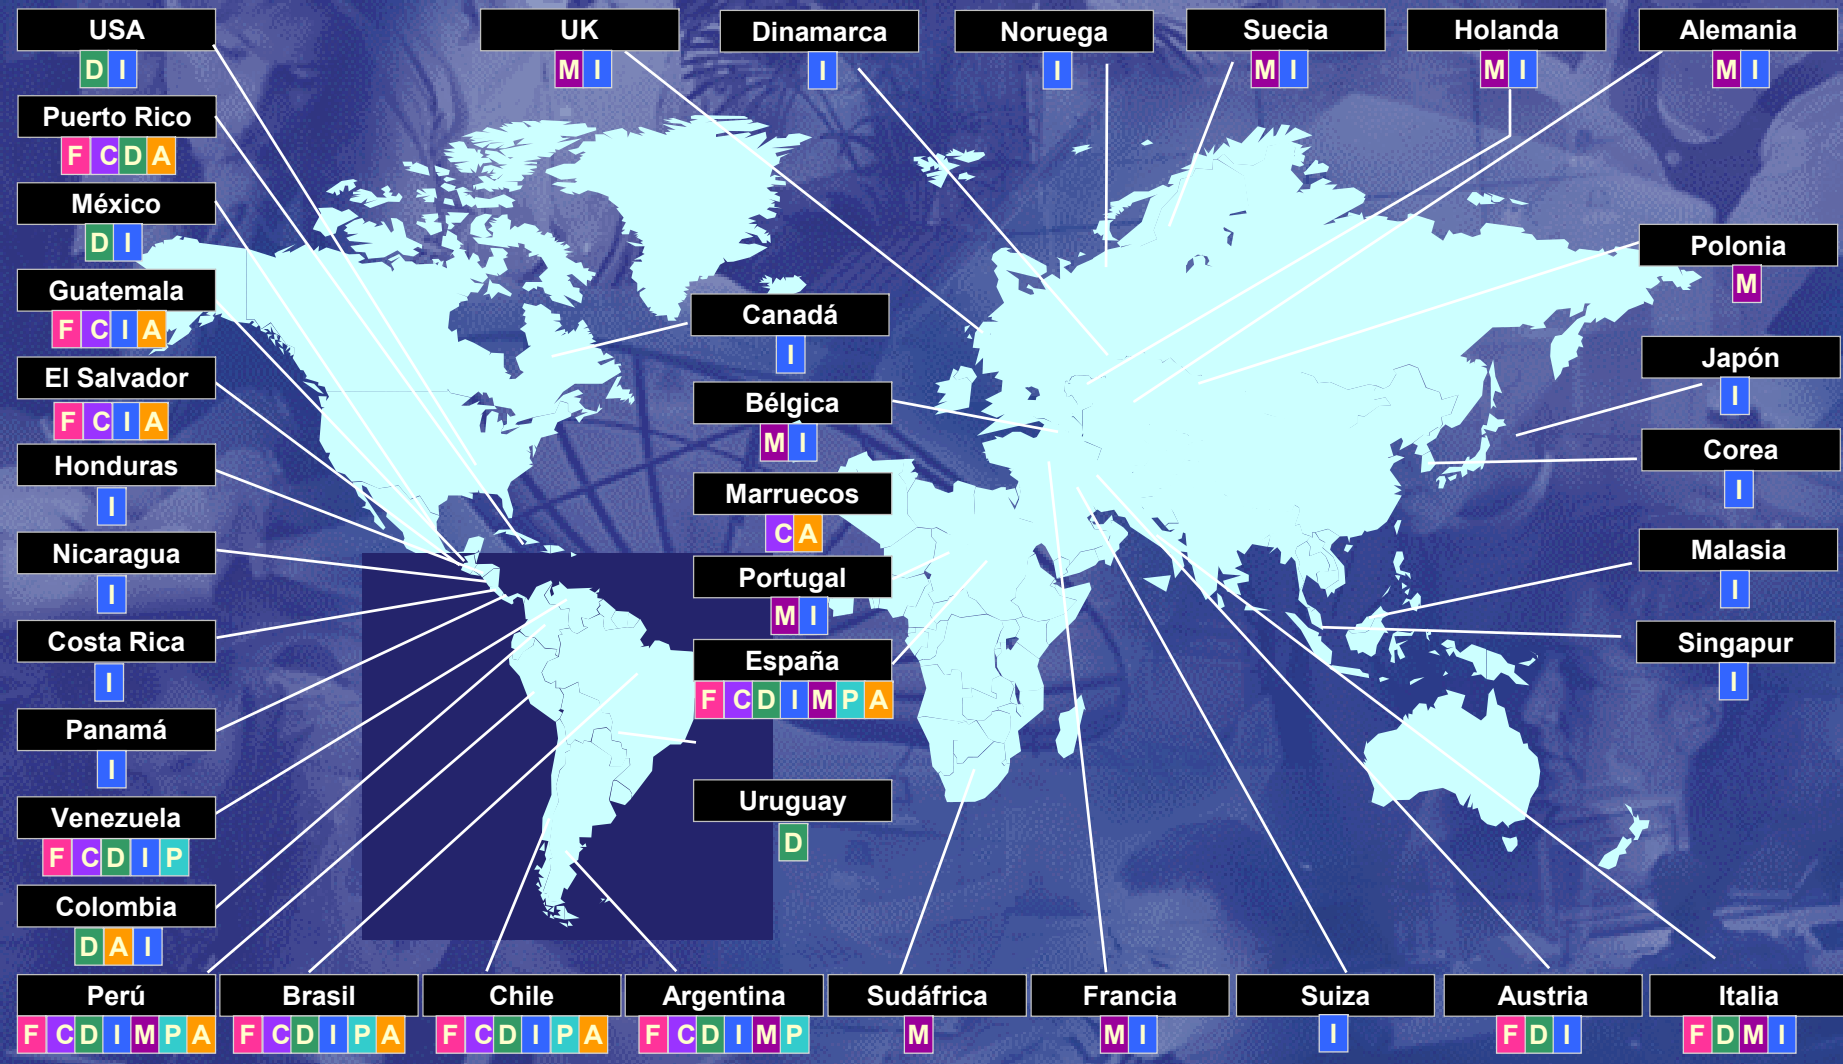 USA
D I
UK
M I
Dinamarca
I
Noruega
I
Suecia
M I
Holanda
M I
Alemania
M I
Puerto Rico
F C D A
México
D I
Guatemala
F C I A
El Salvador
F C I A
Honduras
I
Nicaragua
I
Costa Rica
I
Panamá
I
Venezuela
F C D I P
Colombia
D A I
Canadá
I
Bélgica
M I
Marruecos
C A
Portugal
M I
España
F C D I M P A
Uruguay
D
Polonia
M
Japón
I
Corea
I
Malasia
I
Singapur
I
Perú
F C D I M P A
Brasil
F C D I P A
Chile
F C D I P A
Argentina
F C D I M P
Sudáfrica
M
Francia
M I
Suiza
I
Austria
F D I
Italia
F D M I